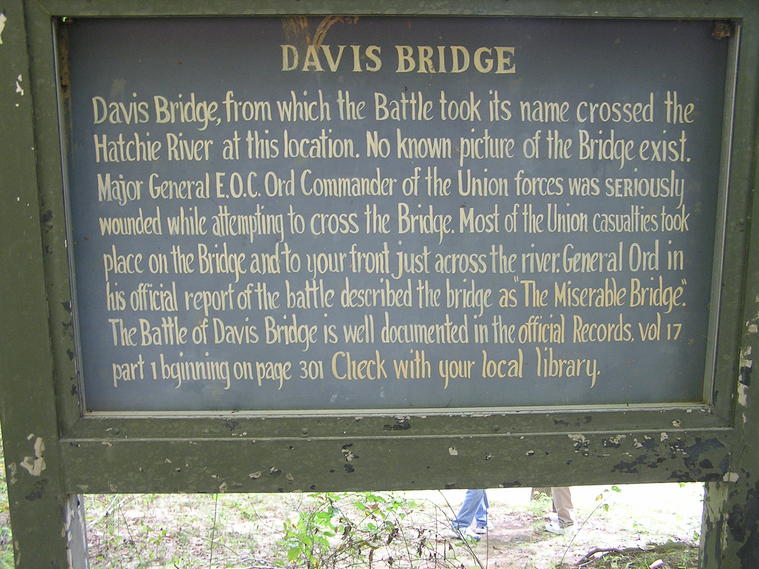 DAVIS BRIDGE
Davis Bridge, from which the Battle took its name crossed the
Hatchie River at this location. No known picture of the Bridge exist.
Major General E.O.C. Ord Commander of the Union forces was seriously
wounded while attempting to cross the Bridge. Most of the Union casualties took
place on the Bridge and to your front just across the river. General Ord in
his official report of the battle described the bridge as "The Miserable Bridge".
The Battle of Davis Bridge is well documented in the official Records, vol 17
part 1 bginning on page 301 Check with your local library.